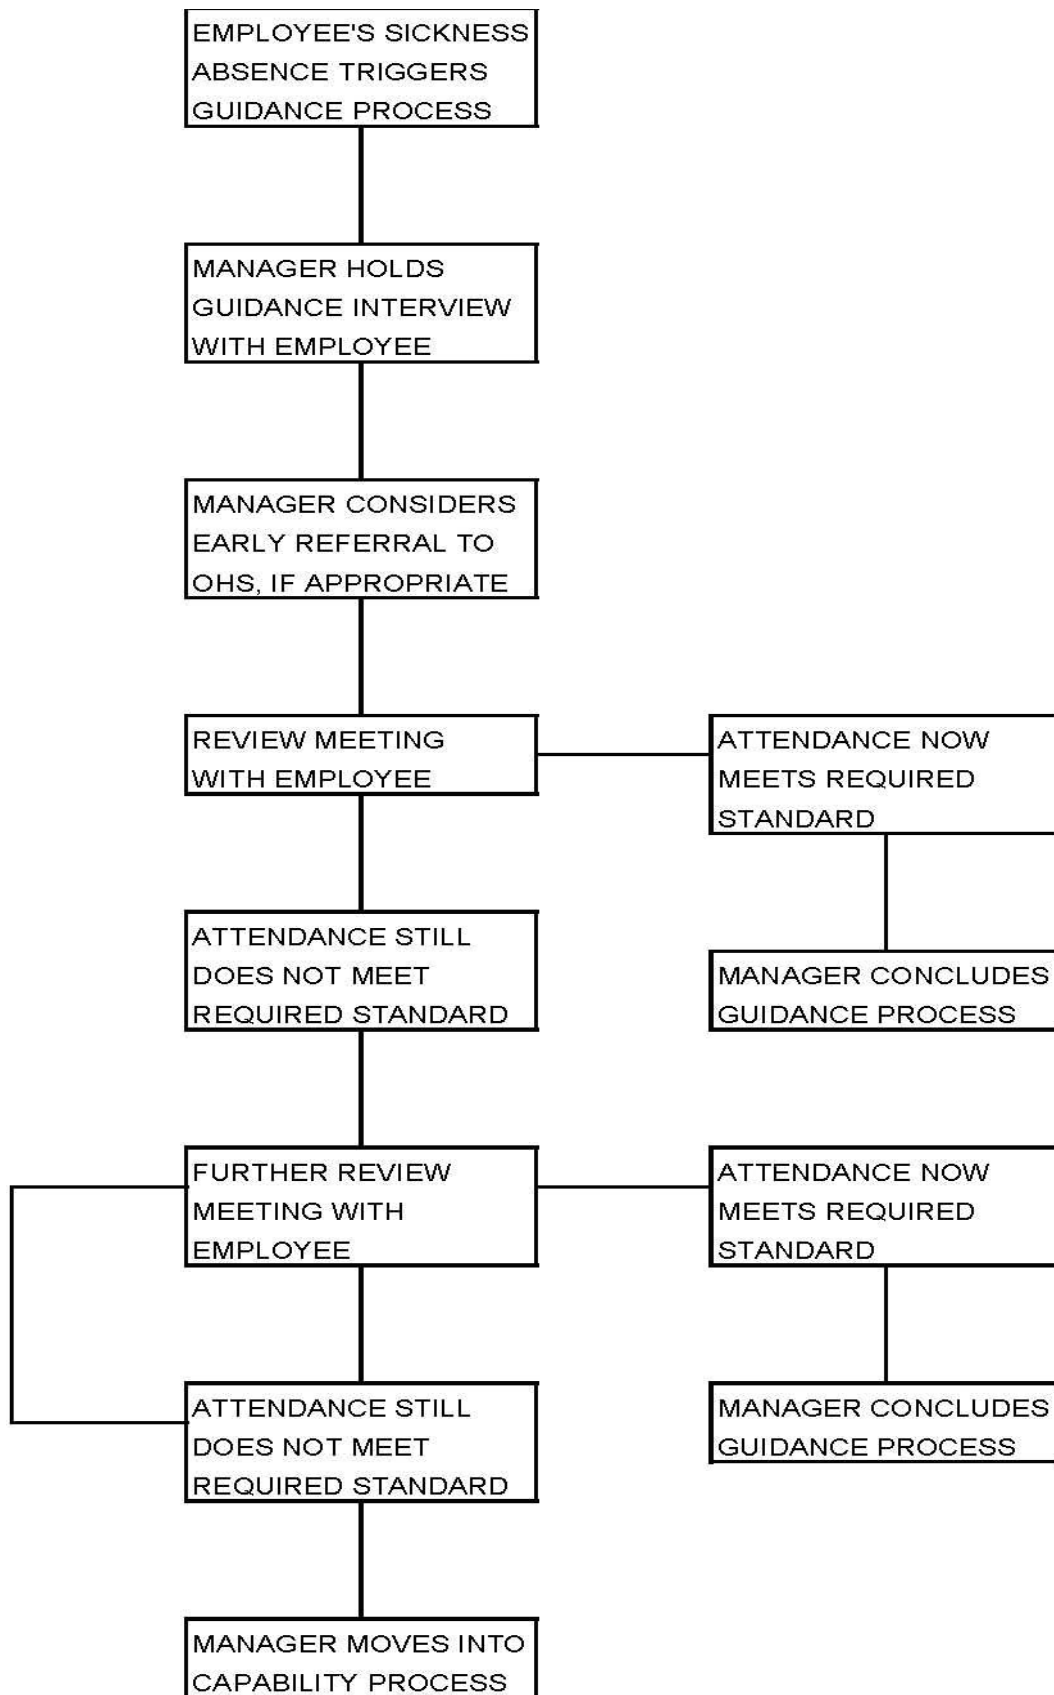 EMPLOYEE'S SICKNESS
ABSENCE TRIGGERS
GUIDANCE PROCESS
MANAGER HOLDS
GUIDANCE INTERVIEW
WITH EMPLOYEE
MANAGER CONSIDERS
EARLY REFERRAL TO
OHS, IF APPROPRIATE
REVIEW MEETING
WITH EMPLOYEE
ATTENDANCE NOW
MEETS REQUIRED
STANDARD
ATTENDANCE STILL
DOES NOT MEET
REQUIRED STANDARD
MANAGER CONCLUDES
GUIDANCE PROCESS
FURTHER REVIEW
MEETING WITH
EMPLOYEE
ATTENDANCE NOW
MEETS REQUIRED
STANDARD
ATTENDANCE STILL
DOES NOT MEET
REQUIRED STANDARD
MANAGER CONCLUDES
GUIDANCE PROCESS
MANAGER MOVES INTO
CAPABILITY PROCESS